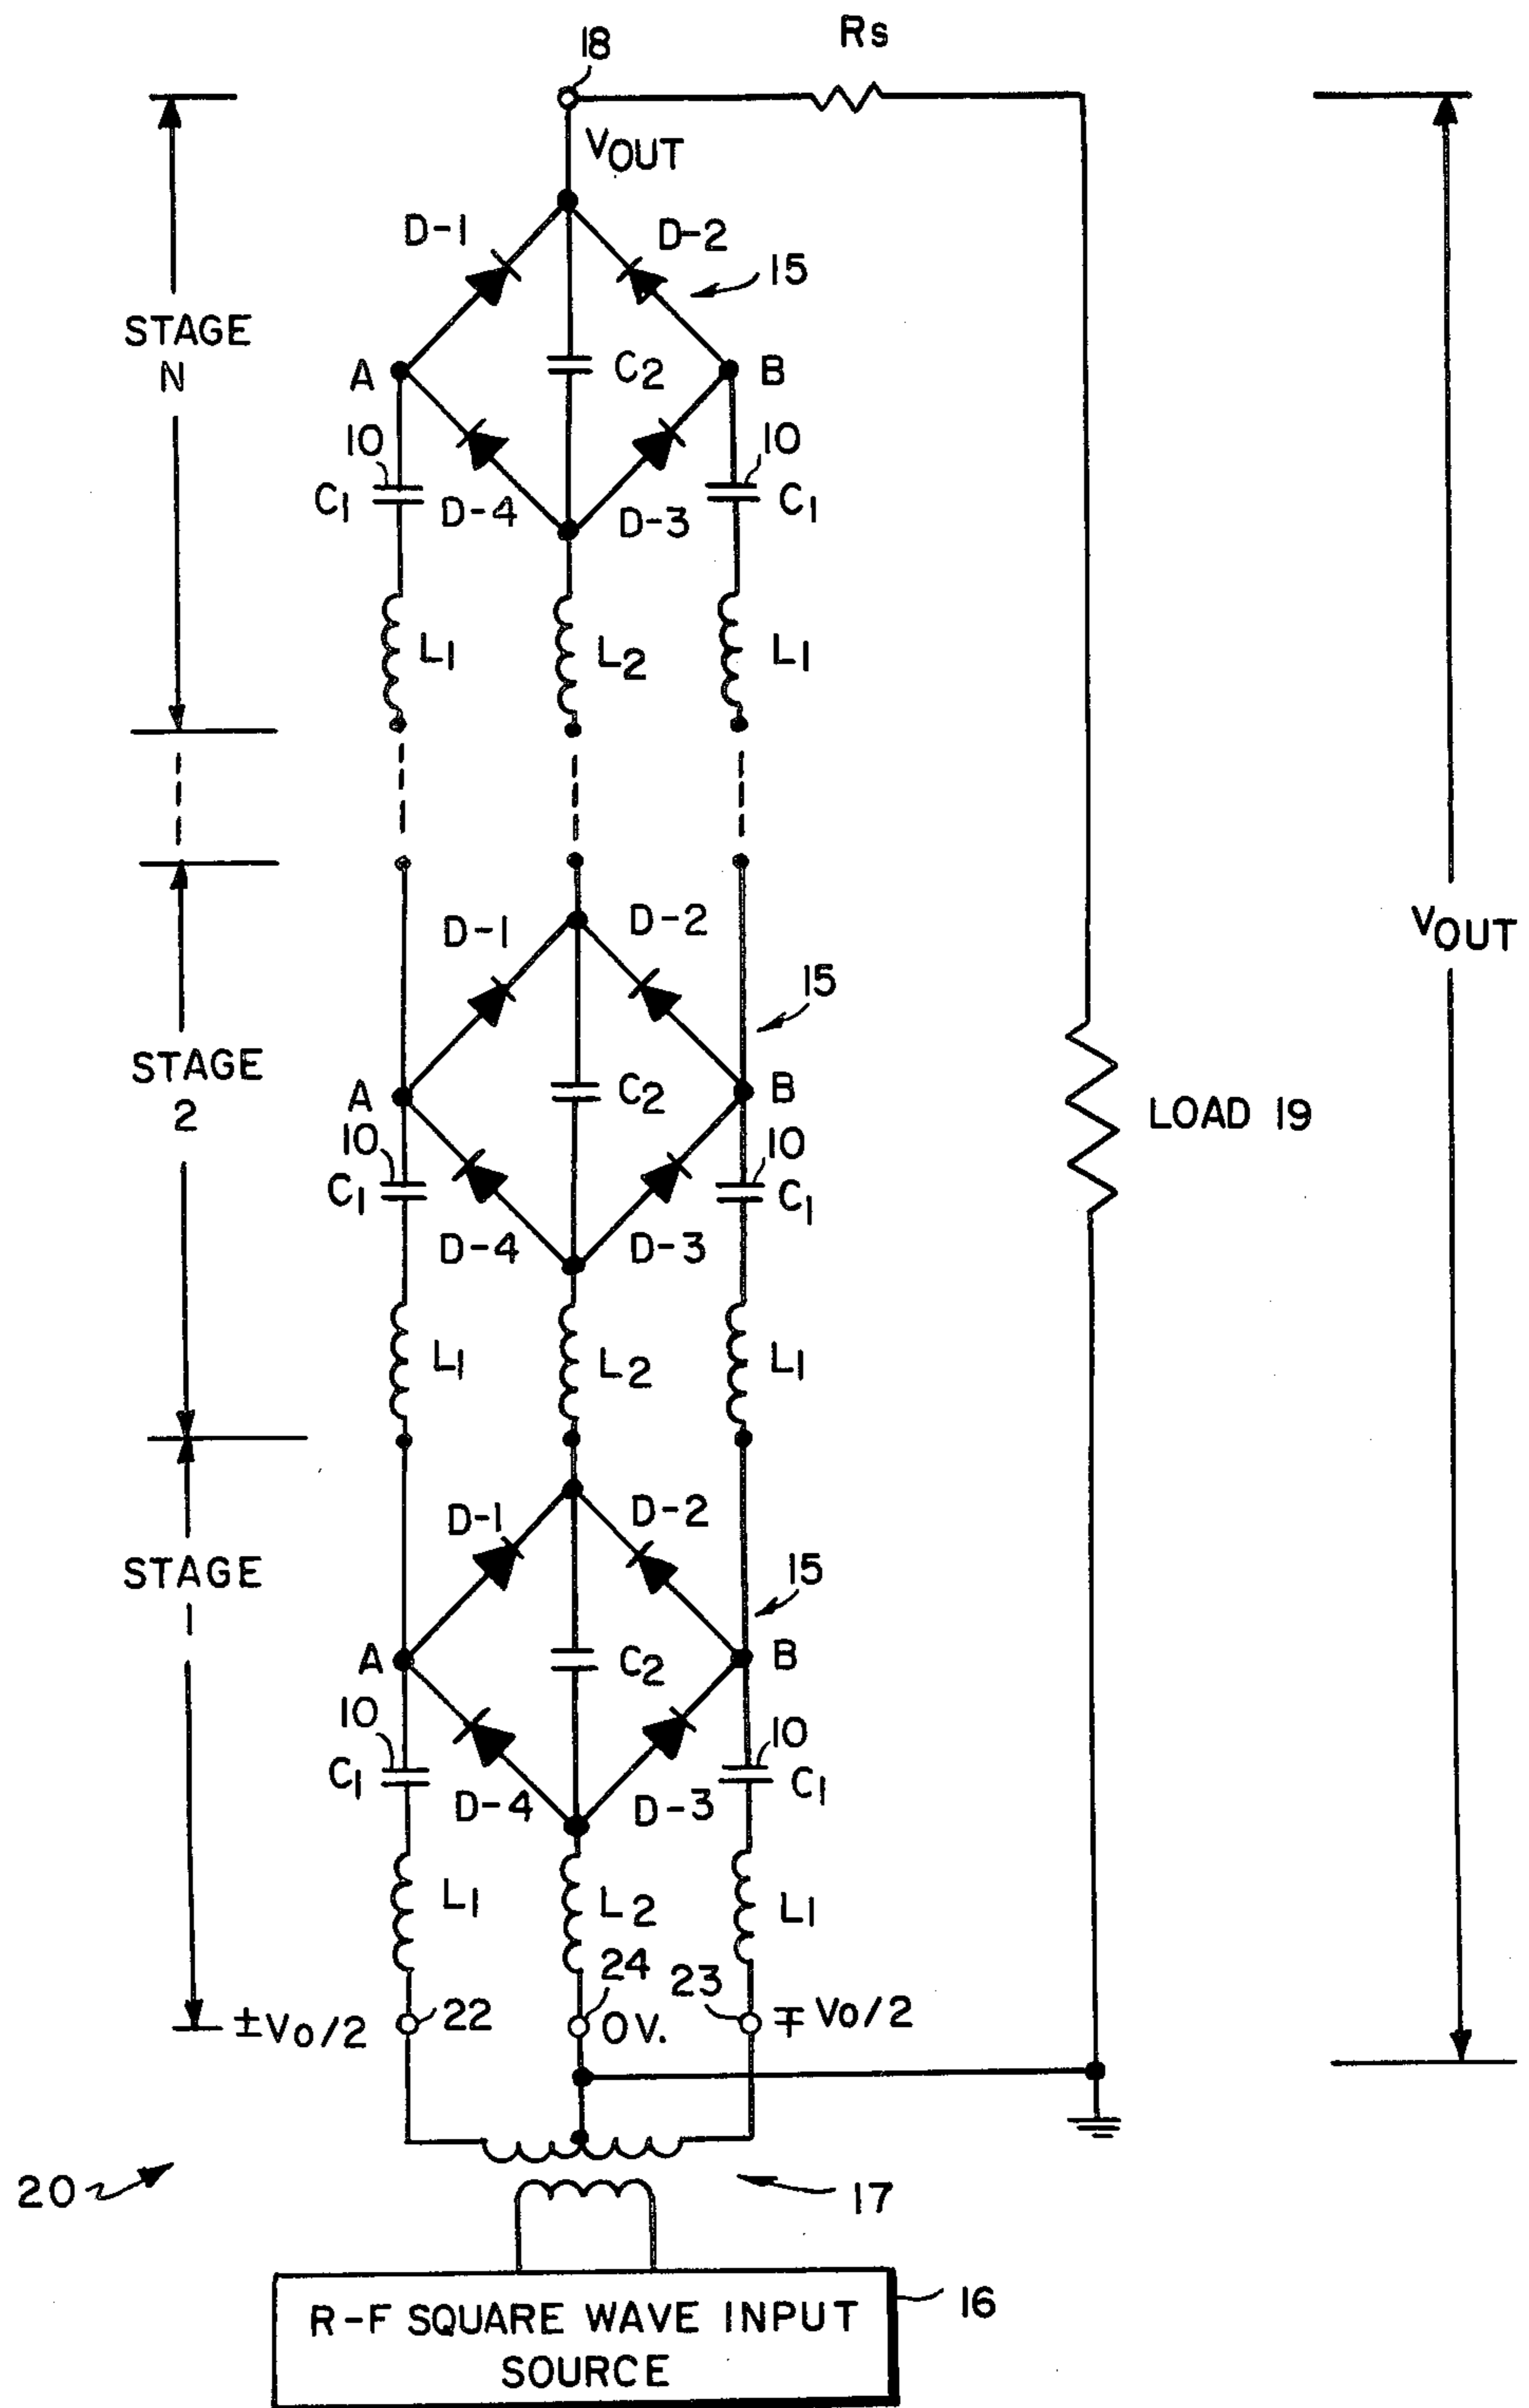 18
Rs
VOUT
D-1
D-2
15
STAGE
N
A
C2
B
10
10
C1
D-4
D-3
C1
L1
L2
L1
D-1
D-2
VOUT
15
STAGE
2
A
C2
B
LOAD 19
10
10
C1
C1
D-4
D-3
L1
L2
L1
D-1
D-2
15
STAGE
1
A
C2
B
10
10
C1
C1
D-4
D-3
L1
L2
L1
24
23
±Vo/2
22
0V.
∓ Vo/2
20
17
16
R-F SQUARE WAVE INPUT
SOURCE